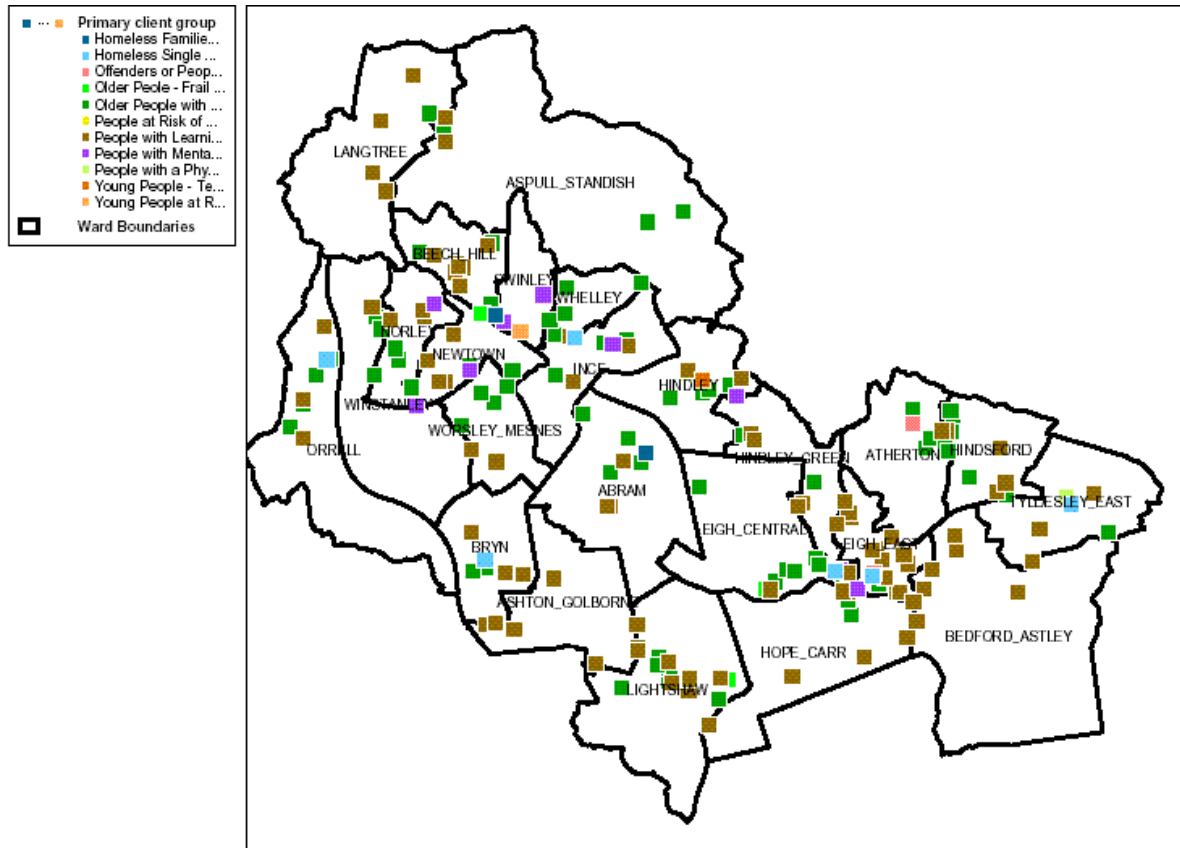 Primary client group
Homeless Familie...
Homeless Single ...
Offenders or Peop...
Older Peole - Frail ...
Older People with ...
People at Risk of ...
People with Learni...
People with Menta...
People with a Phy...
Young People - Te...
Young People at R...
Ward Boundaries
LANGTREE
ASPULL_STANDISH
BEECH_HILL
SWINLEY
WHELLEY
NORLEY
NEWTOWN
INCE
HINDLEY
WINSTANLEY
WORSLEY_MESNES
ORRELL
HINDLEY_GREEN
ATHERTON
HINDSFORD
ABRAM
TYLDESLEY_EAST
EIGH_CENTRAL
BRYN
EIGH_EAST
ASHTON_GOLBORN
BEDFORD_ASTLEY
HOPE_CARR
LIGHTSHAW